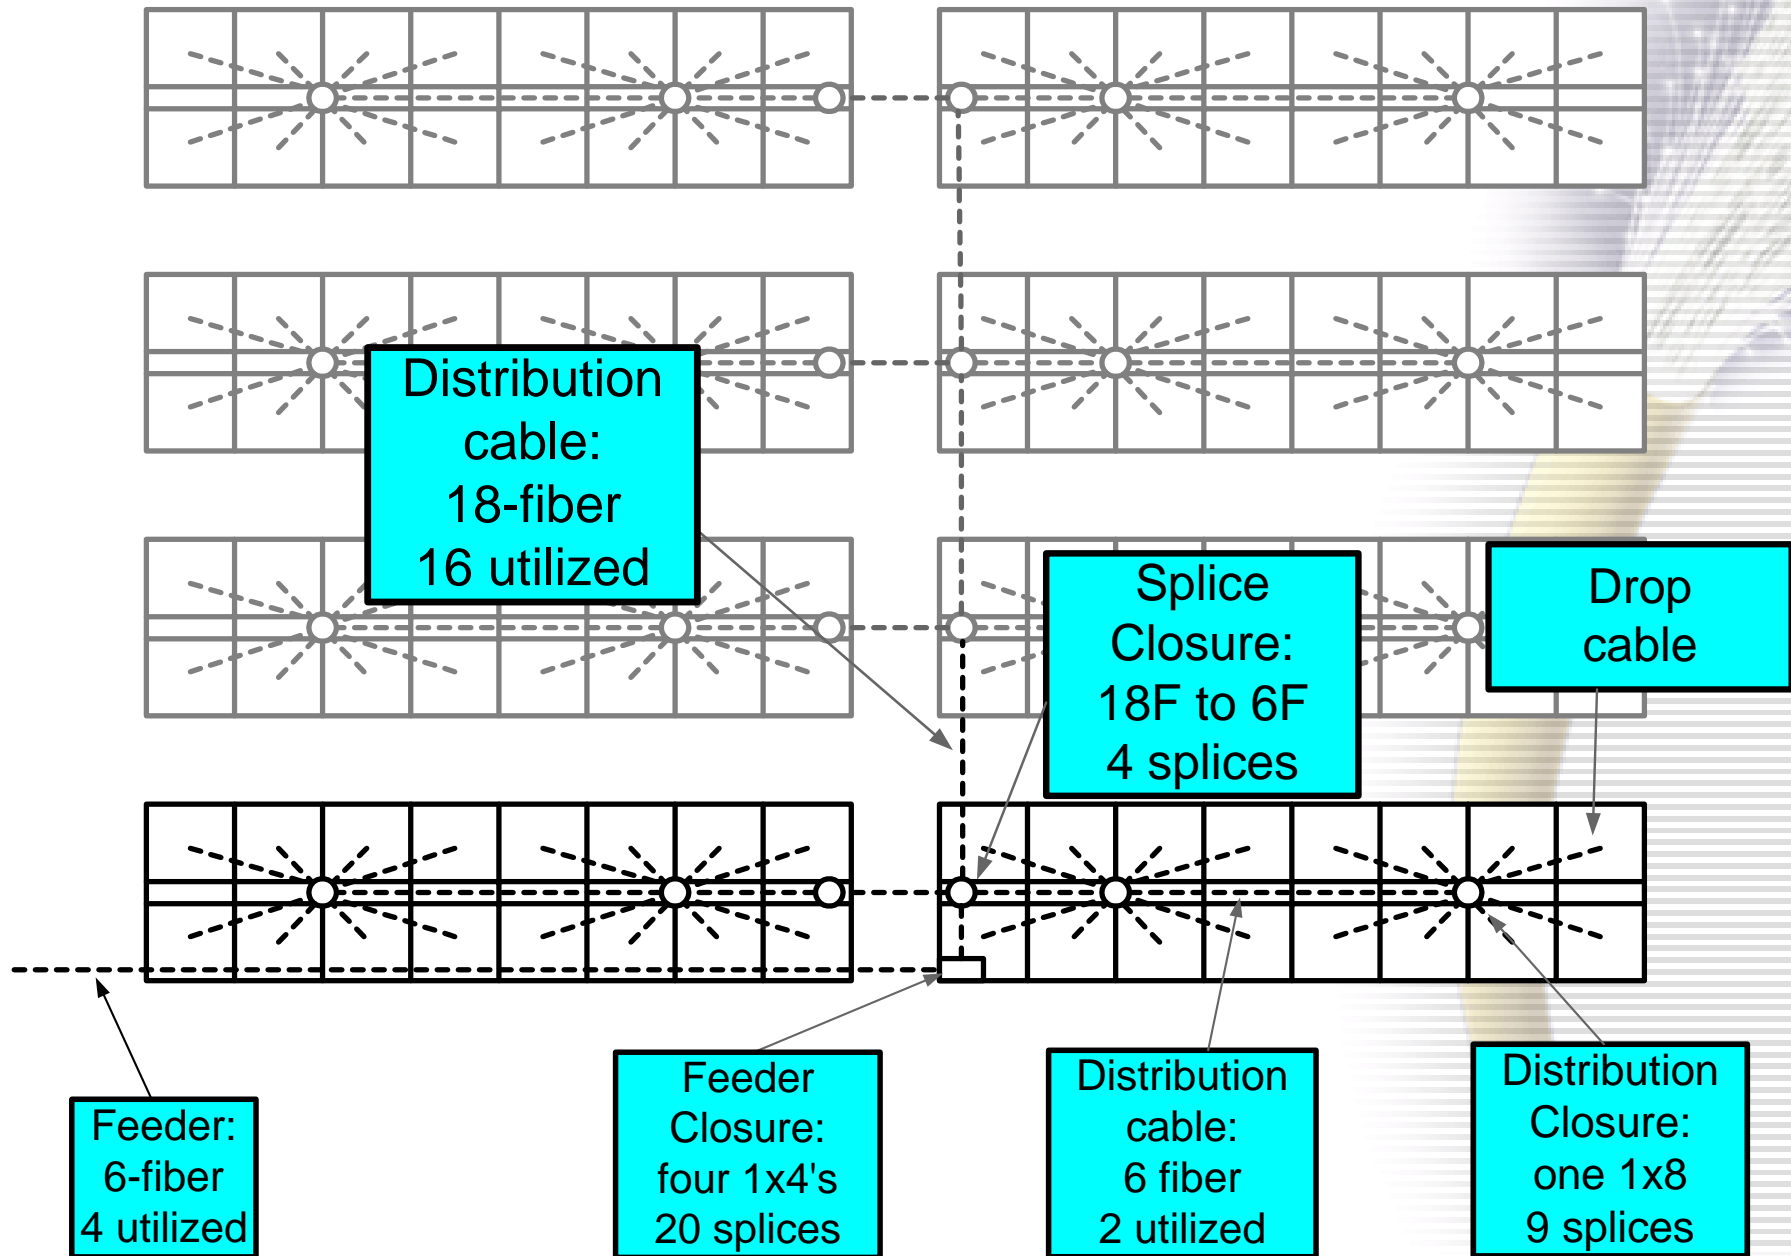 Distribution
cable:
18-fiber
16 utilized
Splice
Closure:
18F to 6F
4 splices
Drop
cable
Feeder:
6-fiber
4 utilized
Feeder
Closure:
four 1x4's
20 splices
Distribution
cable:
6 fiber
2 utilized
Distribution
Closure:
one 1x8
9 splices